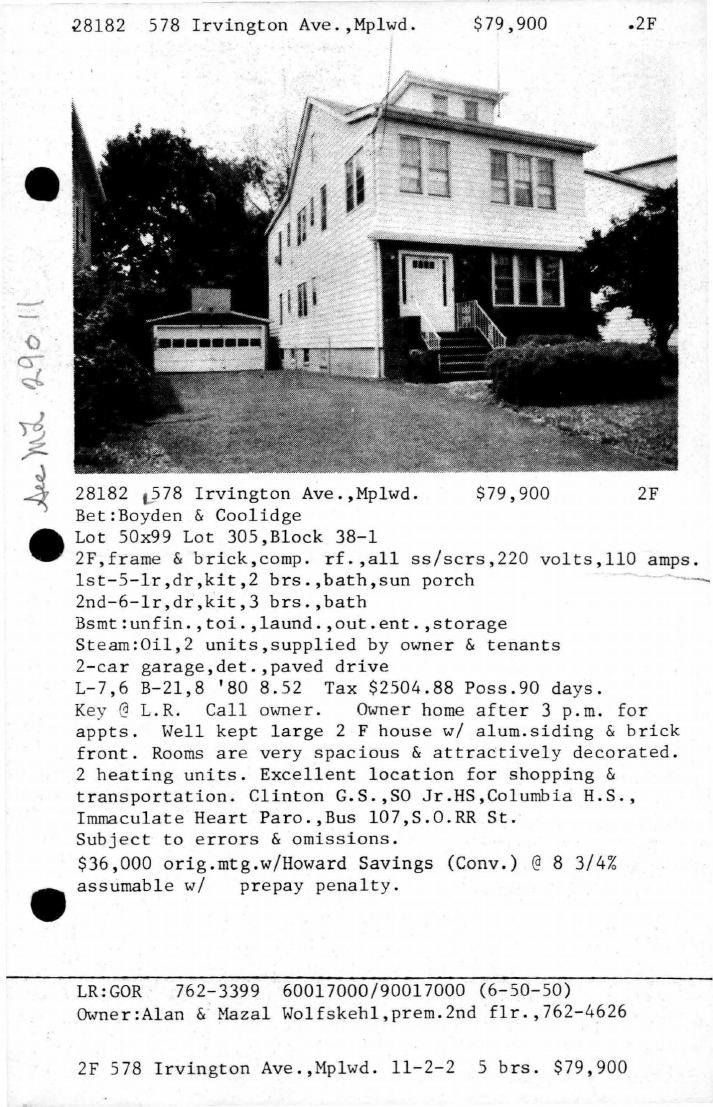 28182 578 Irvington Ave.,Mplwd. $79,900 .2F
See ML 29011
28182 578 Irvington Ave.,Mplwd. $79,900 2F
Bet:Boyden & Coolidge
Lot 50x99 Lot 305,Block 38-1
2F,frame & brick,comp. rf.,all ss/scrs,220 volts,110 amps.
1st-5-lr,dr,kit,2 brs.,bath,sun porch
2nd-6-lr,dr,kit,3 brs.,bath
Bsmt:unfin.,toi.,laund.,out.ent.,storage
Steam:Oil,2 units,supplied by owner & tenants
2-car garage,det.,paved drive
L-7,6 B-21,8 '80 8.52 Tax $2504.88 Poss.90 days.
Key @ L.R. Call owner. Owner home after 3 p.m. for
appts. Well kept large 2 F house w/ alum.siding & brick
front. Rooms are very spacious & attractively decorated.
2 heating units. Excellent location for shopping &
transportation. Clinton G.S.,SO Jr.HS,Columbia H.S.,
Immaculate Heart Paro.,Bus 107,S.O.RR St.
Subject to errors & omissions.
$36,000 orig.mtg.w/Howard Savings (Conv.) @ 8 3/4%
assumable w/ prepay penalty.
LR:GOR 762-3399 60017000/90017000 (6-50-50)
Owner:Alan & Mazal Wolfskehl,prem.2nd flr.,762-4626
2F 578 Irvington Ave.,Mplwd. 11-2-2 5 brs. $79,900